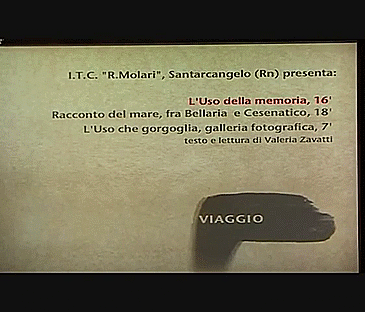 I.T.C. "R.Molari", Santarcangelo (Rn) presenta:
L'Uso della memoria, 16'
Racconto del mare, fra Bellaria e Cesenatico, 18'
L'Uso che gorgoglia, galleria fotografica, 7'
testo e lettura di Valeria Zavatti
VIAGGIO